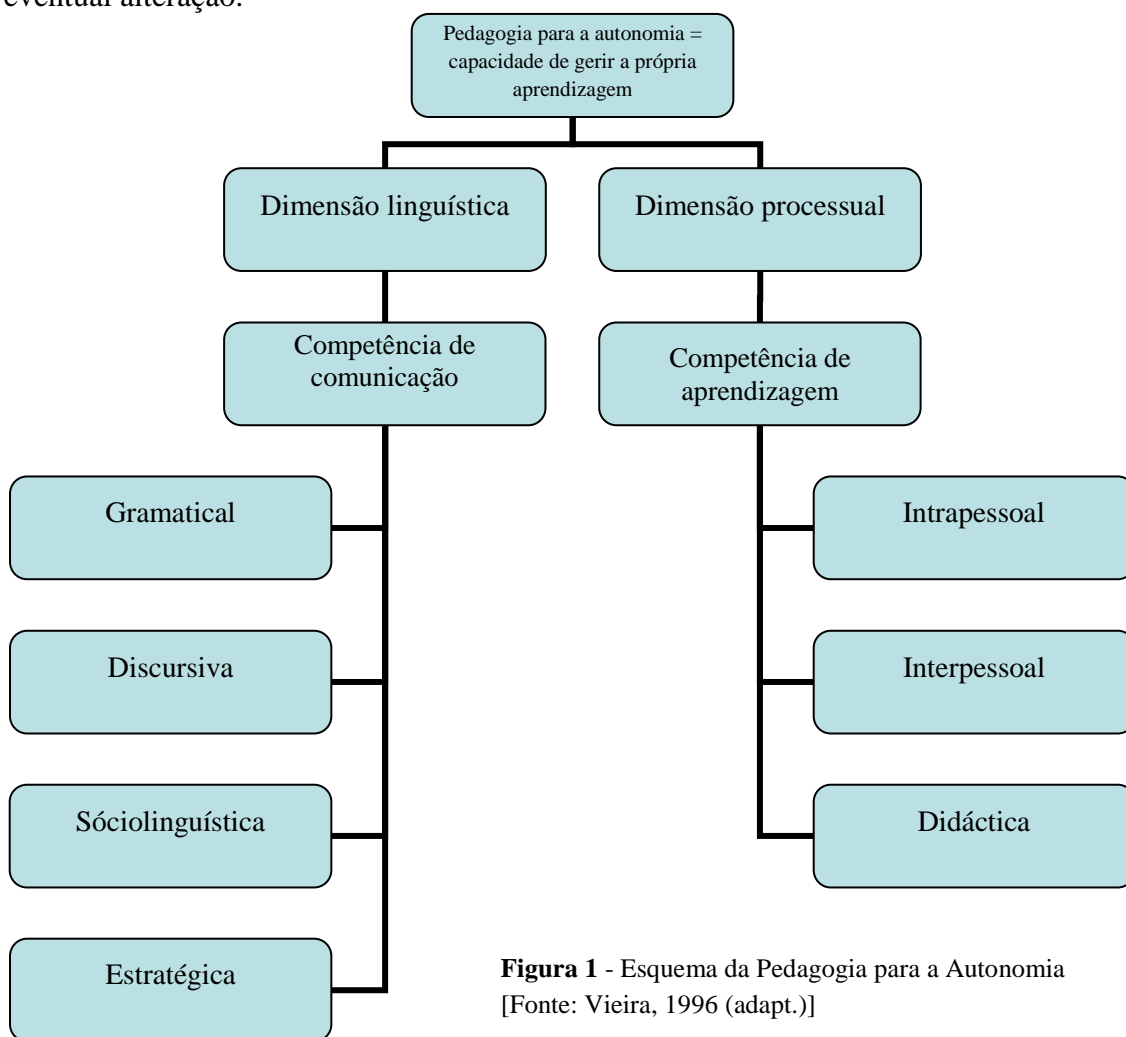 eventual alteração.
Pedagogia para a autonomia =
capacidade de gerir a própria
aprendizagem
Dimensão linguística
Dimensão processual
Competência de
comunicação
Competência de
aprendizagem
Gramatical
Intrapessoal
Discursiva
Interpessoal
Sóciolinguística
Didáctica
Estratégica
Figura 1 - Esquema da Pedagogia para a Autonomia
[Fonte: Vieira, 1996 (adapt.)]